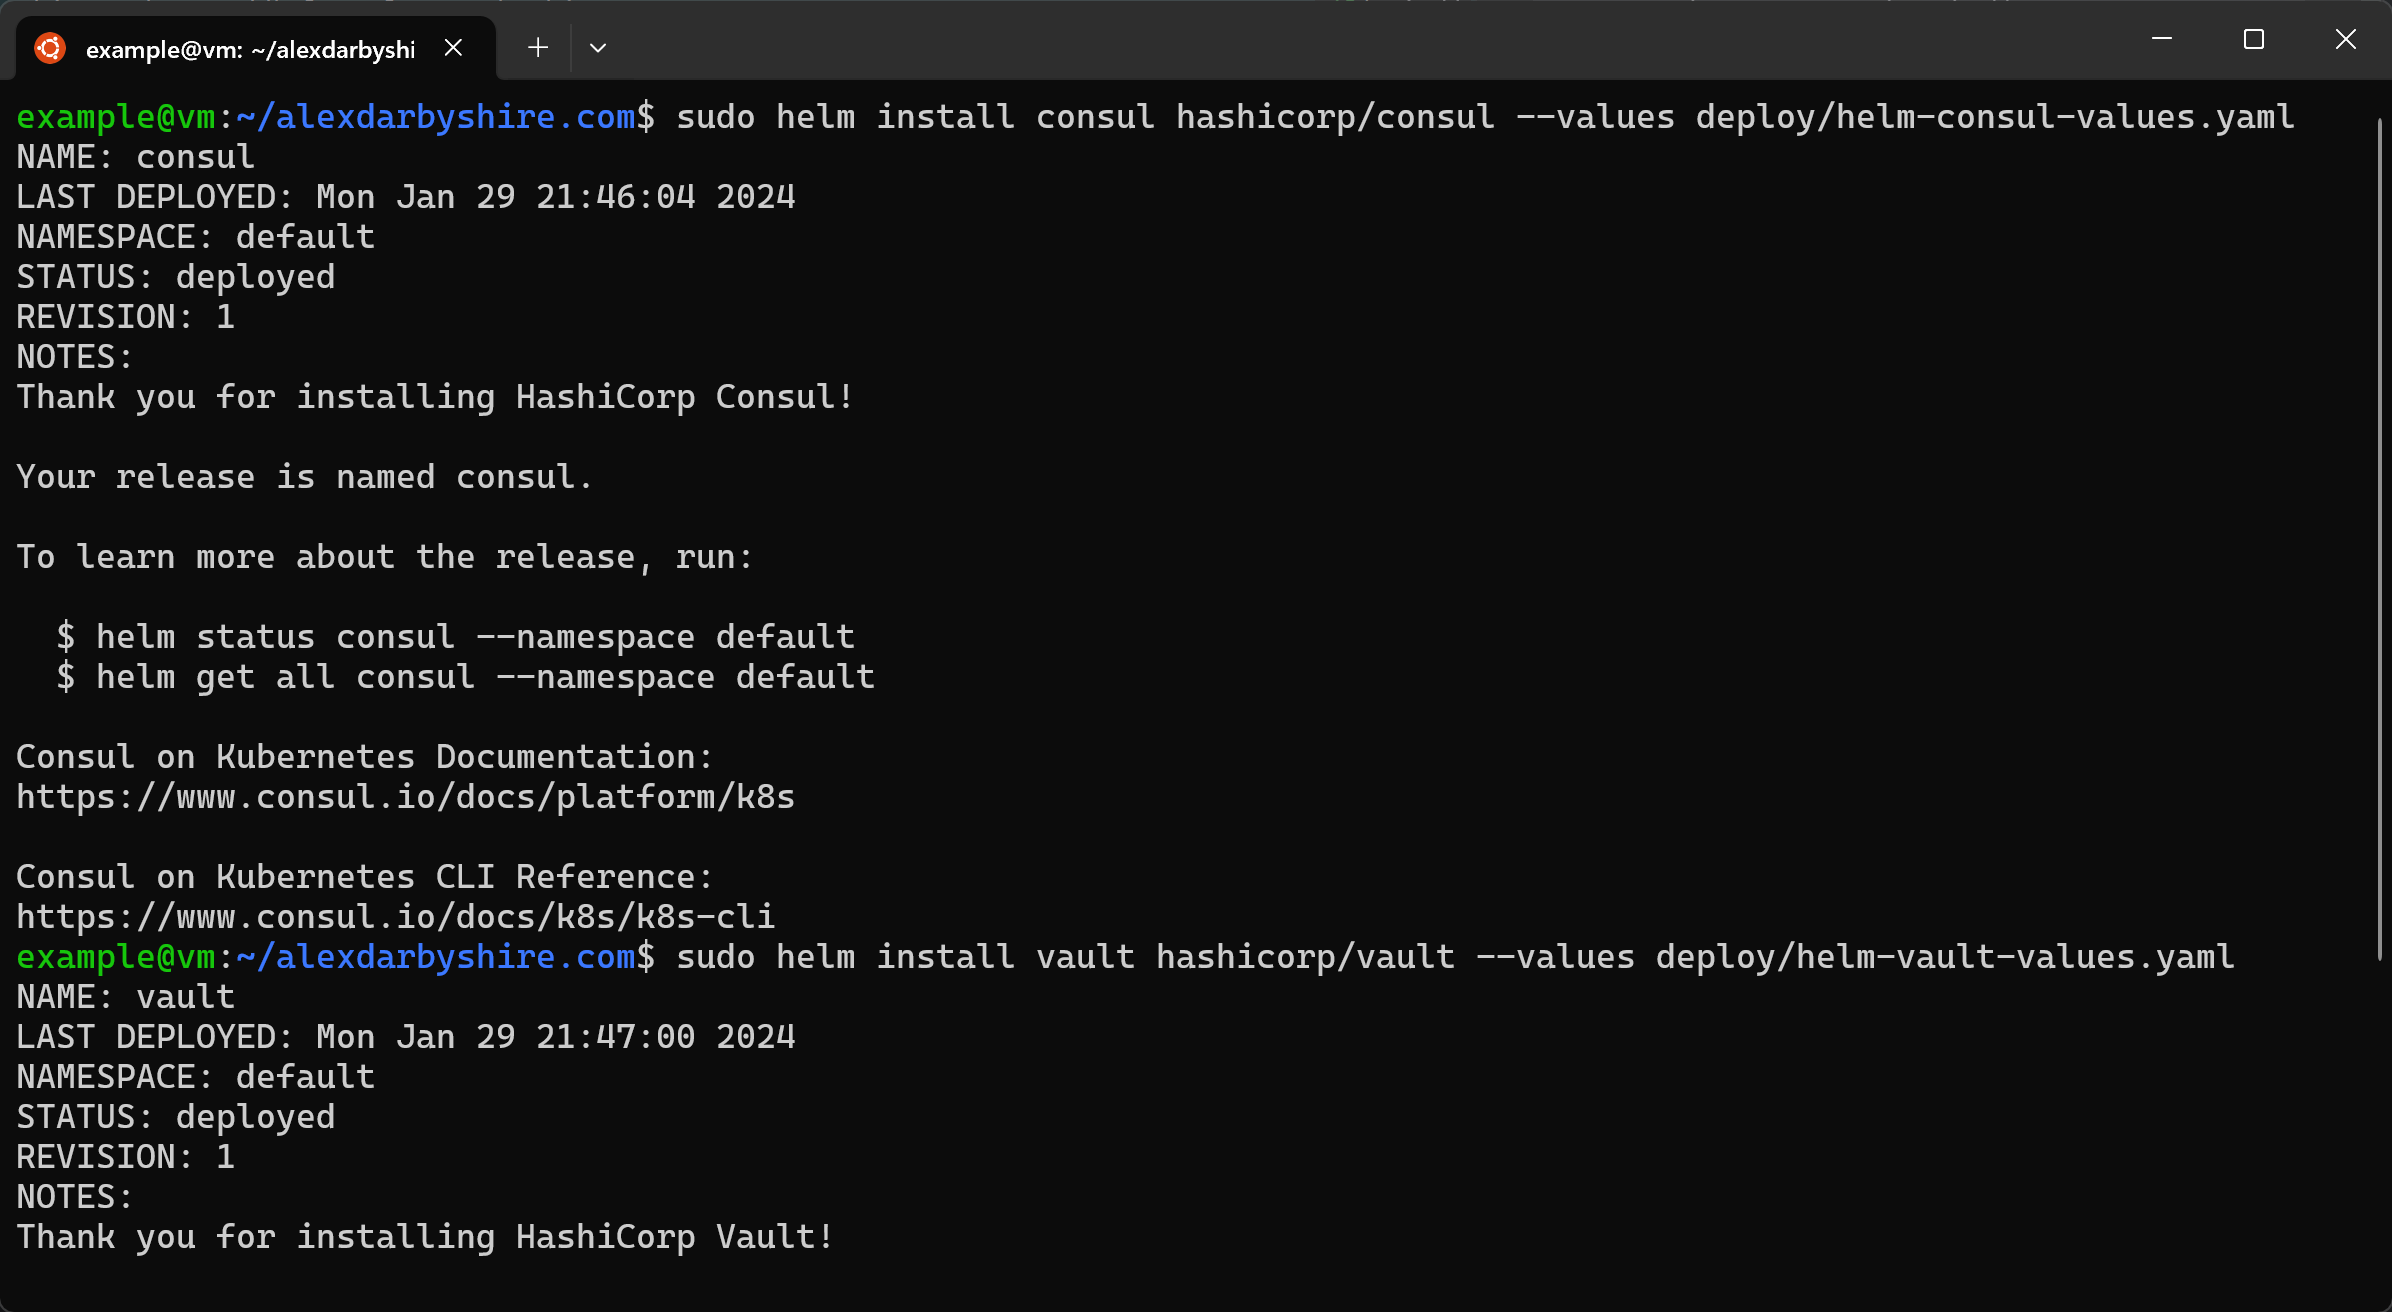 example@vm: ~/alexdarbyshi
example@vm:~/alexdarbyshire.com$ sudo helm install consul hashicorp/consul --values deploy/helm-consul-values.yaml
NAME: consul
LAST DEPLOYED: Mon Jan 29 21:46:04 2024
NAMESPACE: default
STATUS: deployed
REVISION: 1
NOTES:
Thank you for installing HashiCorp Consul!
Your release is named consul.
To learn more about the release, run:
$ helm status consul --namespace default
$ helm get all consul --namespace default
Consul on Kubernetes Documentation:
https://www.consul.io/docs/platform/k8s
Consul on Kubernetes CLI Reference:
https://www.consul.io/docs/k8s/k8s-cli
example@vm:~/alexdarbyshire.com$ sudo helm install vault hashicorp/vault --values deploy/helm-vault-values.yaml
NAME: vault
LAST DEPLOYED: Mon Jan 29 21:47:00 2024
NAMESPACE: default
STATUS: deployed
REVISION: 1
NOTES:
Thank you for installing HashiCorp Vault!